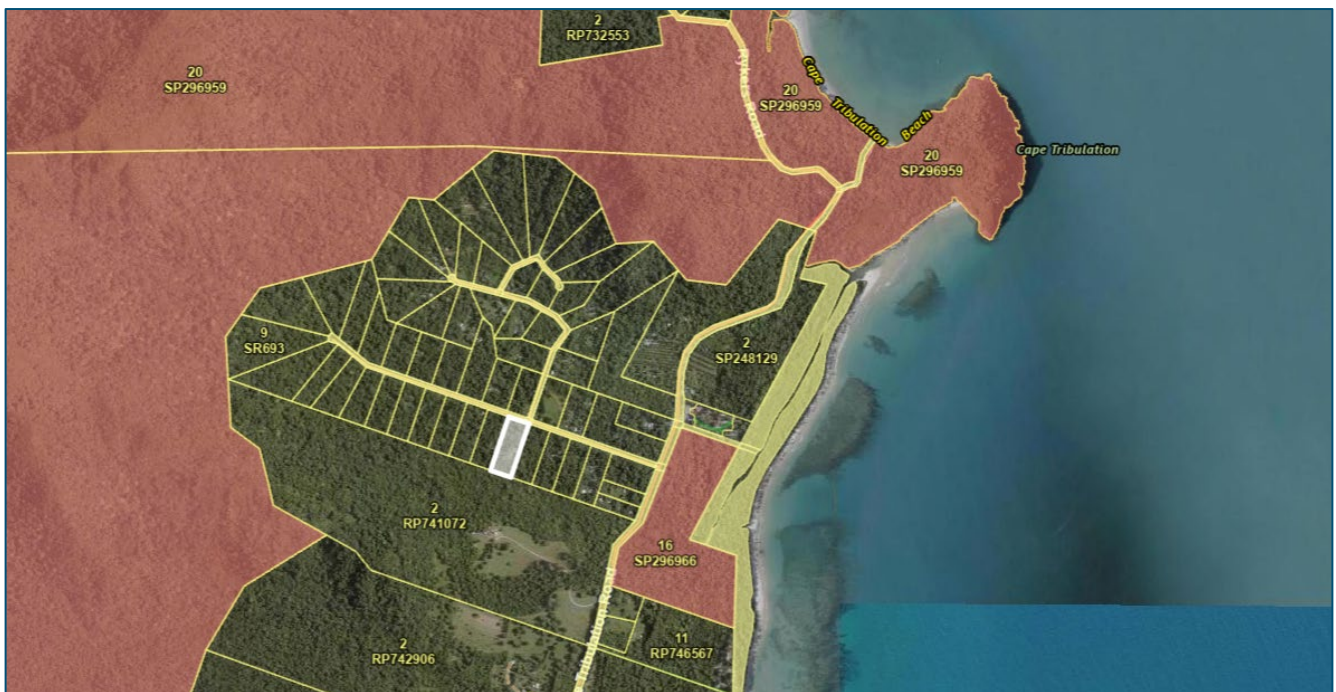 2
RP732553
20
SP296959
Rykers Road
Cape Tribulation Beach
20
SP296959
20
SP296959
Cape Tribulation
9
SR693
2
SP248129
2
RP741072
16
SP296966
Tribulation Road
2
RP742906
11
RP746567